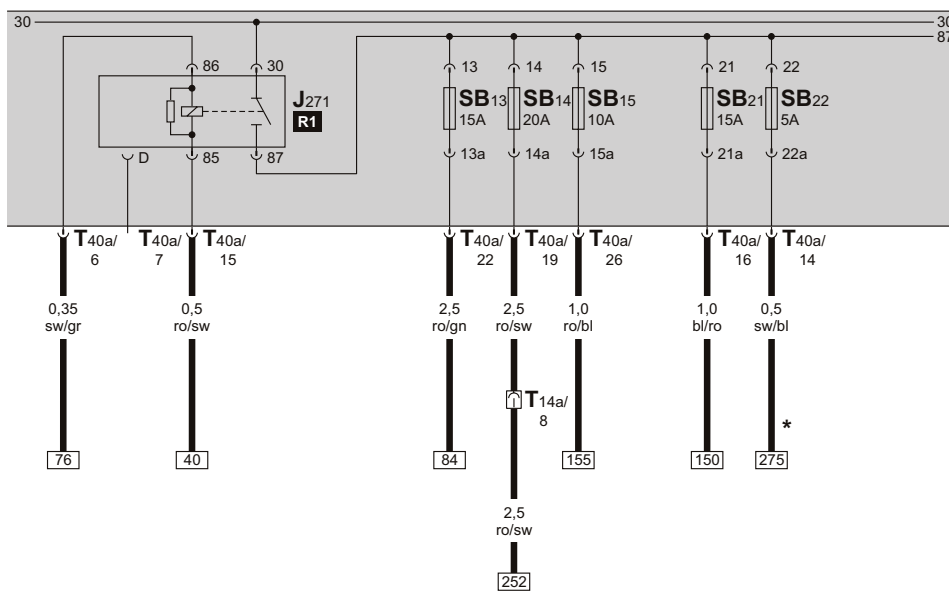 30 30
87
86 30 13 14 15 21 22
J271
R1
SB13 SB14 SB15 SB21 SB22
15A 20A 10A 15A 5A
D 85 87 13a 14a 15a 21a 22a
T40a/ T40a/ T40a/ T40a/ T40a/ T40a/ T40a/ T40a/
6 7 15 22 19 26 16 14
0,35 0,5 2,5 2,5 1,0 1,0 0,5
sw/gr ro/sw ro/gn ro/sw ro/bl bl/ro sw/bl
T14a/
8
*
76 40 84 155 150 275
2,5
ro/sw
252